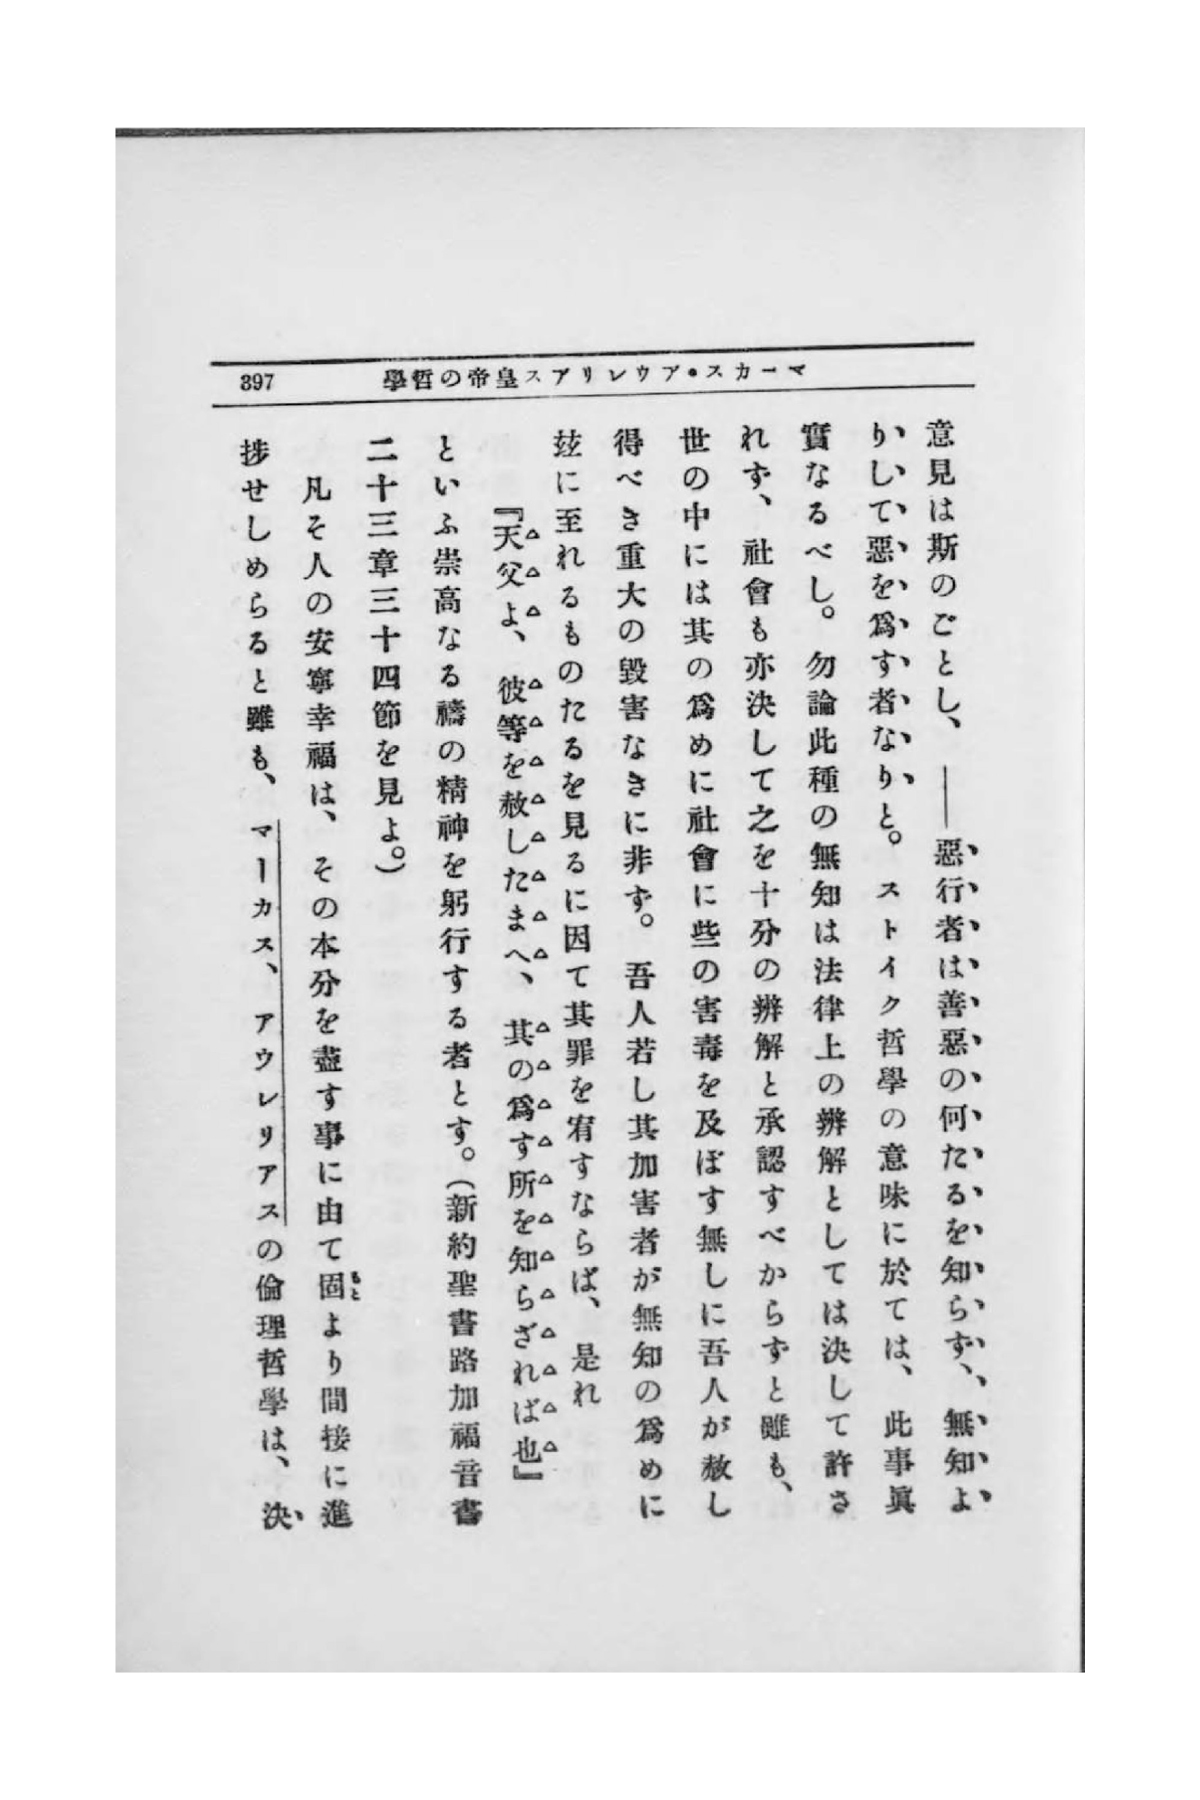 マーカス・アウレリアス皇帝の哲學
397
意見は斯のごとし、――惡行者は善惡の何たるを知らず、無知よ
りして惡を爲す者なりと。ストイク哲學の意味に於ては、此事眞
實なるべし。勿論此種の無知は法律上の辨解としては決して許さ
れず、社會も亦決して之を十分の辨解と承認すべからずと雖も、
世の中には其の爲めに社會に些の害毒を及ぼす無しに吾人が赦し
得べき重大の毀害なきに非ず。吾人若し其加害者が無知の爲めに
玆に至れるものたるを見るに因て其罪を宥すならば、是れ
『天父よ、彼等を赦したまへ、其の爲す所を知らざれば也』
といふ崇高なる禱の精神を躬行する者とす。（新約聖書路加福音書
二十三章三十四節を見よ。）
凡そ人の安寧幸福は、その本分を盡す事に由て固より間接に進
捗せしめらると雖も、マーカス、アウレリアスの倫理哲學は、決